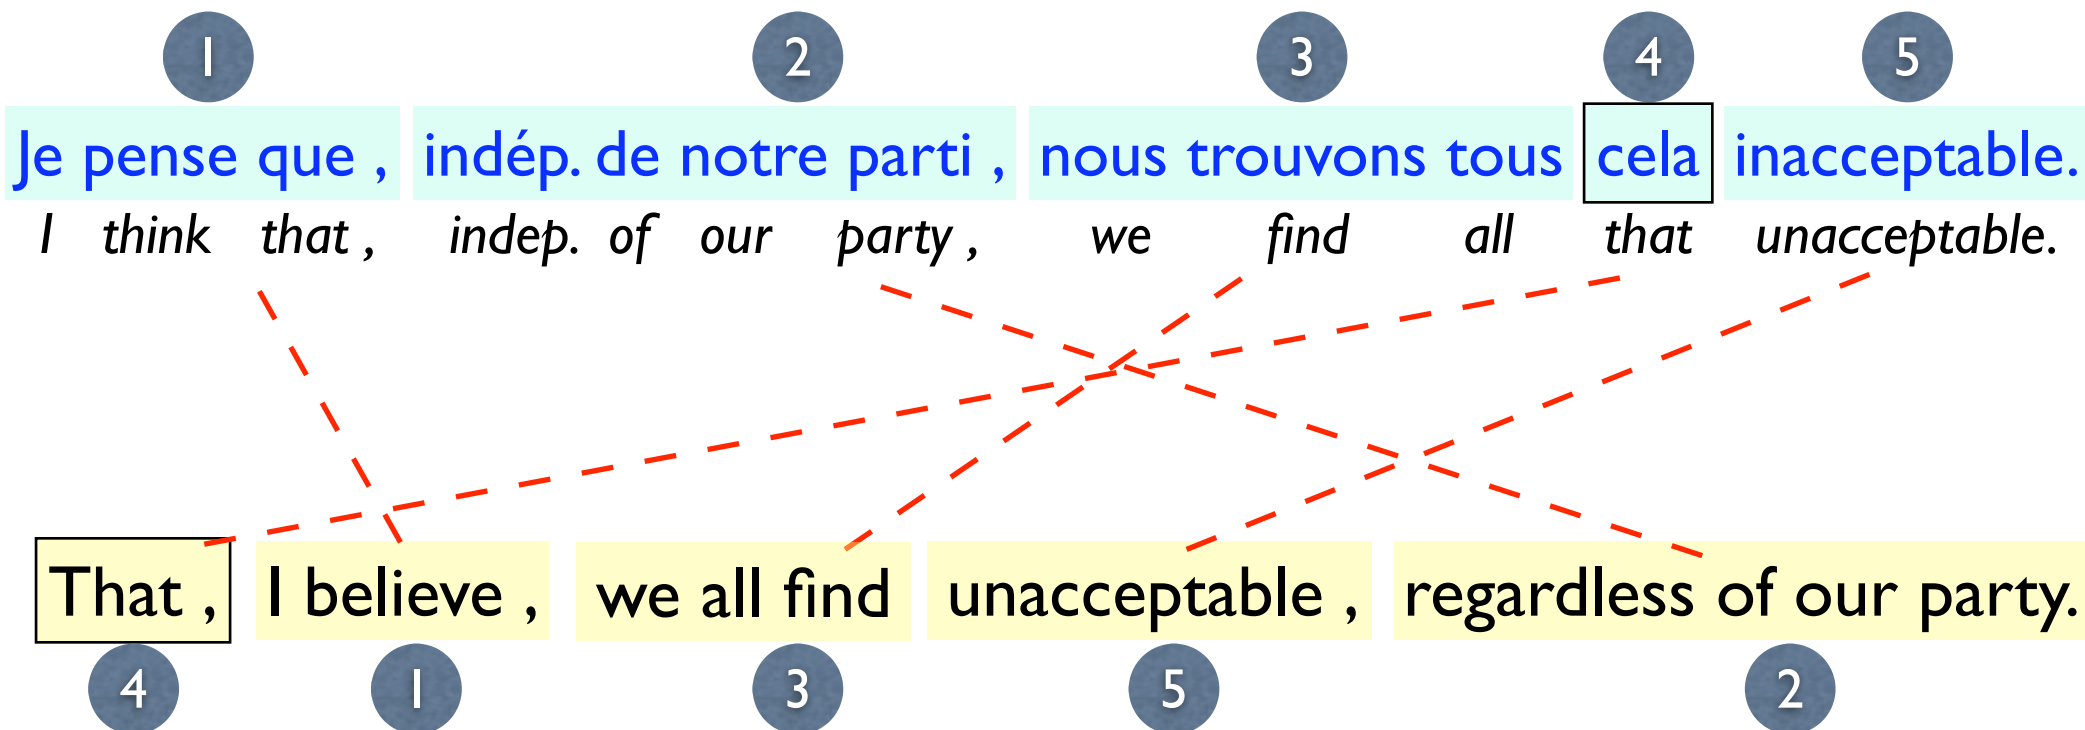 1 2 3 4 5
Je pense que , indép. de notre parti , nous trouvons tous cela inacceptable.
I think that , indep. of our party , we find all that unacceptable.
That , I believe , we all find unacceptable , regardless of our party.
4 1 3 5 2